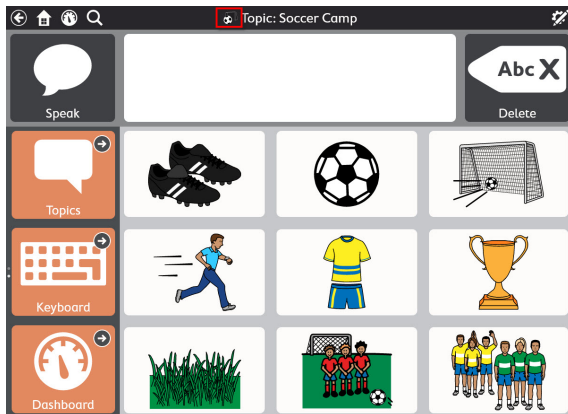 Topic: Soccer Camp
Speak
Abc X
Delete
Topics
Keyboard
Dashboard